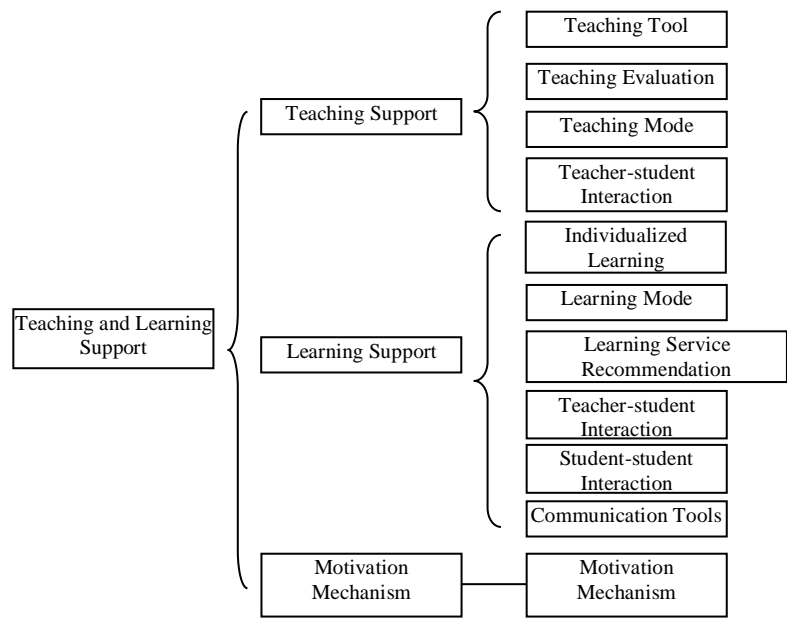 Teaching Tool
Teaching Evaluation
Teaching Support
Teaching Mode
Teacher-student
Interaction
Individualized
Learning
Learning Mode
Teaching and Learning
Support
Learning Support
Learning Service
Recommendation
Teacher-student
Interaction
Student-student
Interaction
Communication Tools
Motivation
Mechanism
Motivation
Mechanism